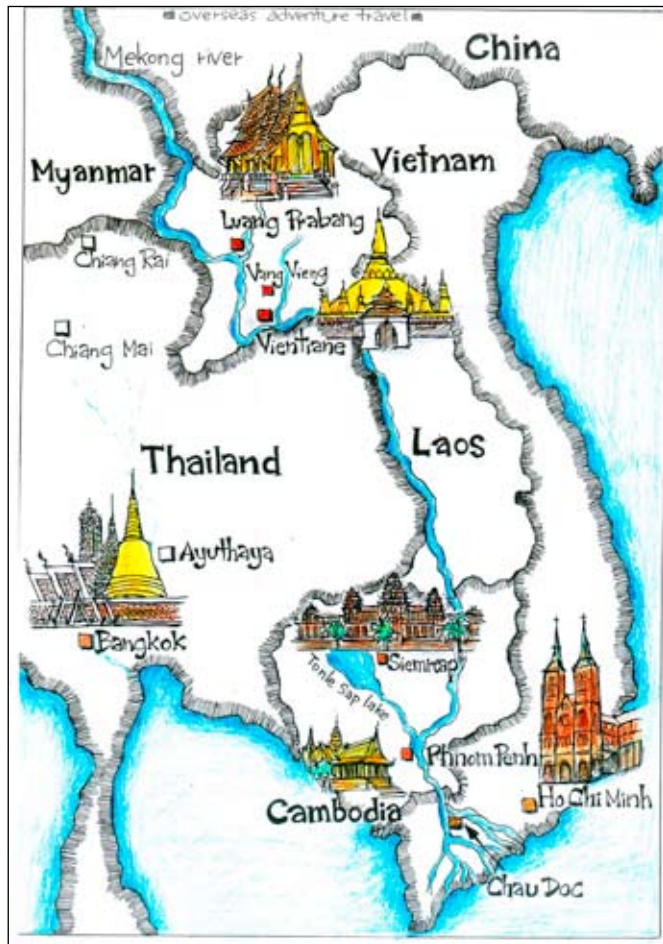 overseas adventure travel
China
Mekong river
Vietnam
Myanmar
Luang Prabang
Chiang Rai
Vang Vieng
Chiang Mai
Vientiane
Laos
Thailand
Ayuthaya
Bangkok
Siemreap
Tonle Sap lake
Phnom Penh
Cambodia
Ho Chi Minh
Chau Doc